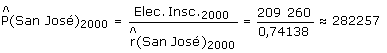 P̂(San José)₂₀₀₀ = Elec. Insc.₂₀₀₀ / r̂(San José)₂₀₀₀ = 209 260 / 0,74138 ≈ 282257